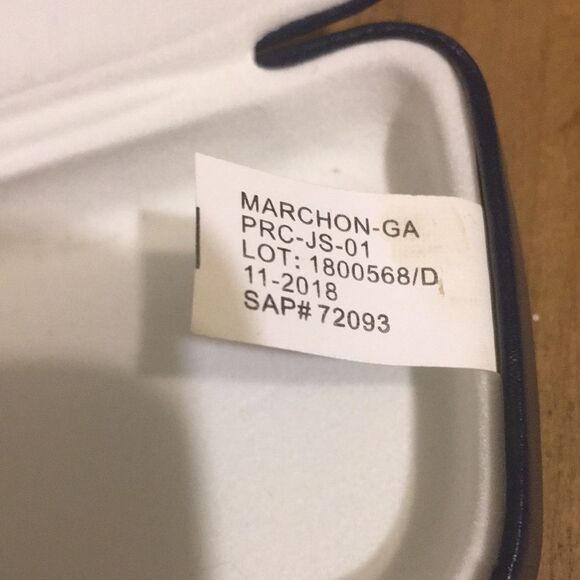 MARCHON-GA
PRC-JS-01
LOT: 1800568/D
11-2018
SAP# 72093